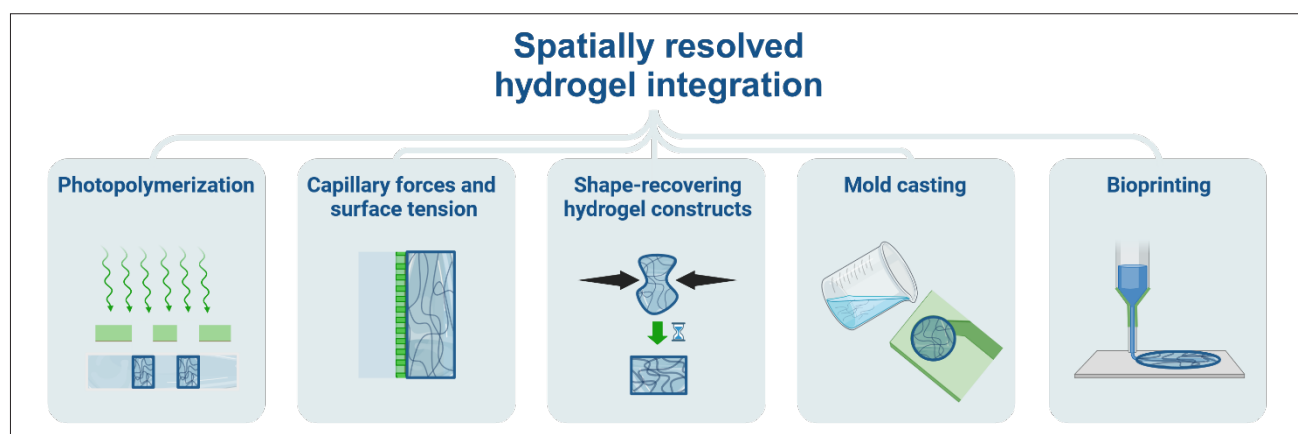 Spatially resolved
hydrogel integration
Photopolymerization
Capillary forces and
surface tension
Shape-recovering
hydrogel constructs
Mold casting
Bioprinting